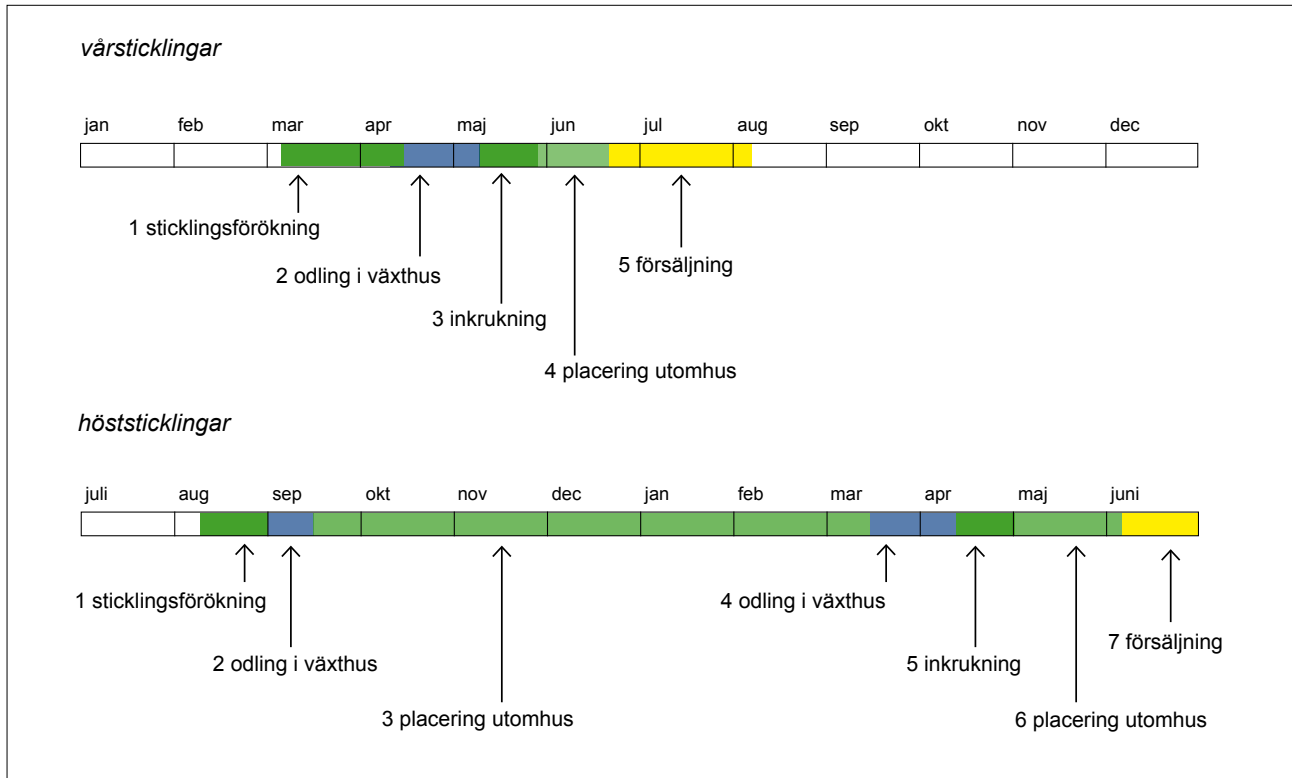 vårsticklingar
jan feb mar apr maj jun jul aug sep okt nov dec
1 sticklingsförökning
2 odling i växthus
5 försäljning
3 inkrukning
4 placering utomhus
höststicklingar
juli aug sep okt nov dec jan feb mar apr maj juni
1 sticklingsförökning
4 odling i växthus
7 försäljning
2 odling i växthus
5 inkrukning
3 placering utomhus
6 placering utomhus